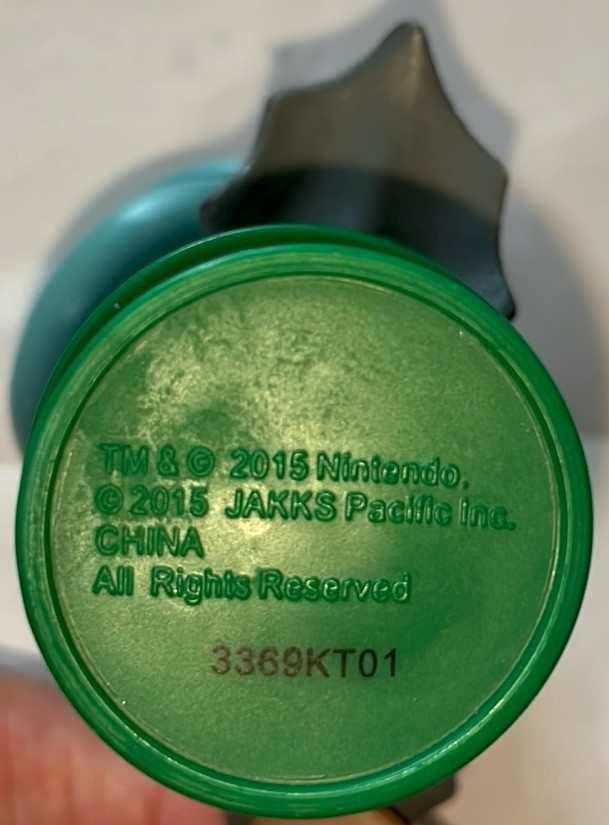 TM & © 2015 Nintendo.
© 2015 JAKKS Pacific Inc.
CHINA
All Rights Reserved
3369KT01